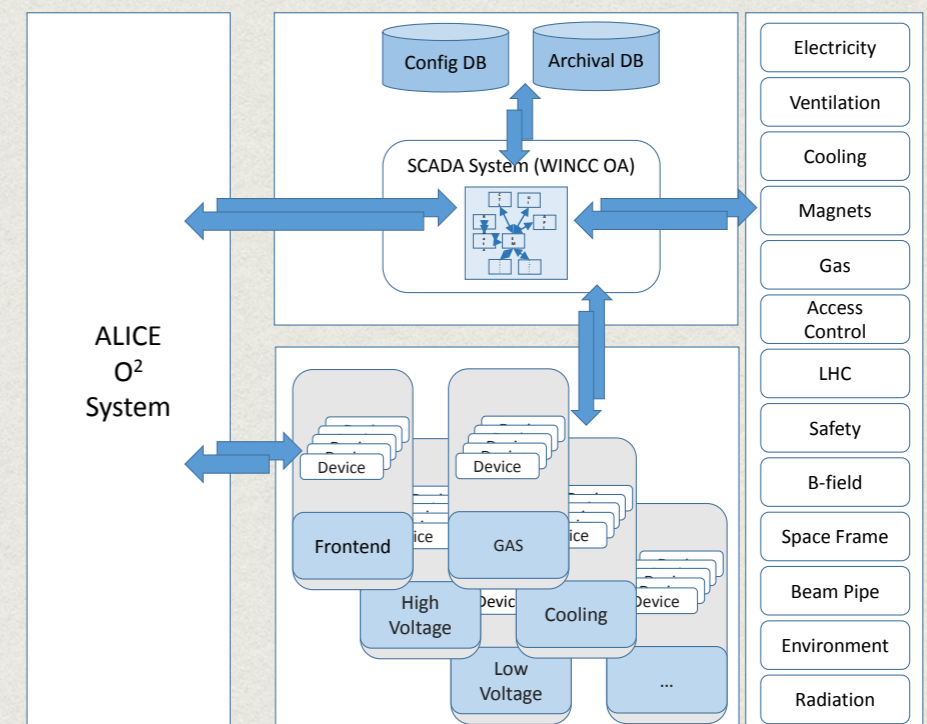 ALICE
O²
System
Config DB
Archival DB
SCADA System (WINCC OA)
Device
Frontend
Device
GAS
High
Voltage
Cooling
Device
Low
Voltage
...
Electricity
Ventilation
Cooling
Magnets
Gas
Access
Control
LHC
Safety
B-field
Space Frame
Beam Pipe
Environment
Radiation